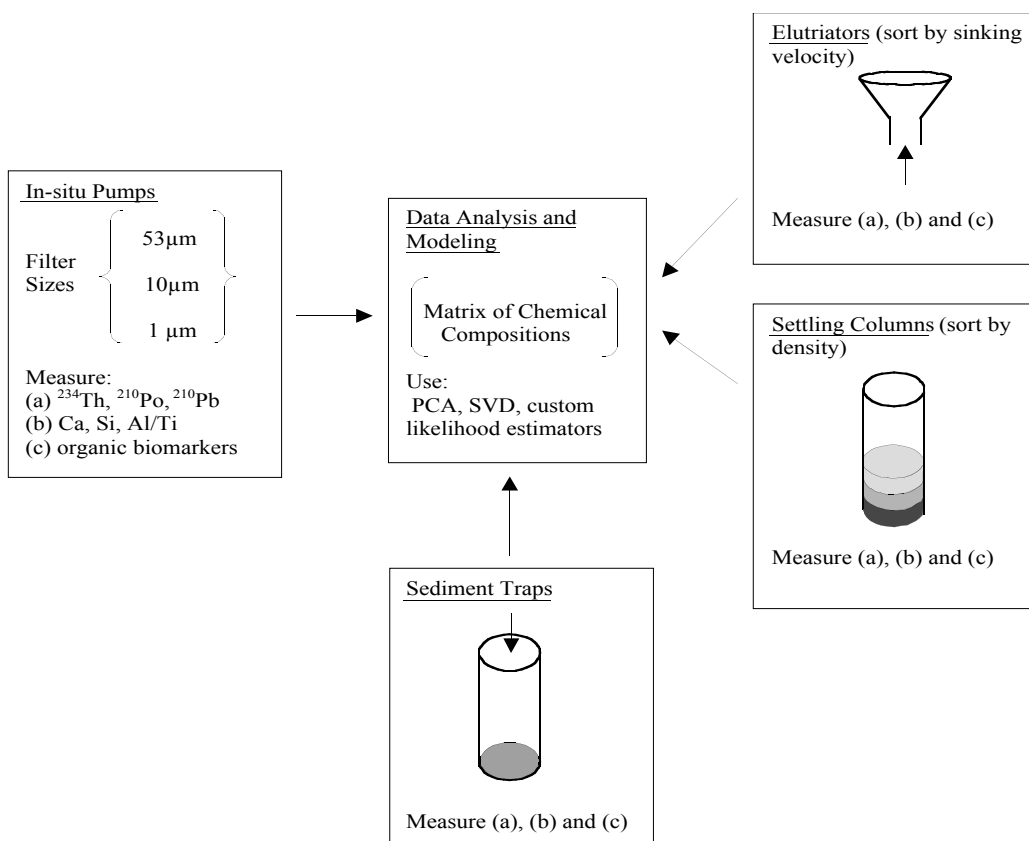 In-situ Pumps
Filter
Sizes
53µm
10µm
1 µm
Measure:
(a) ²³⁴Th, ²¹⁰Po, ²¹⁰Pb
(b) Ca, Si, Al/Ti
(c) organic biomarkers
Data Analysis and
Modeling
Matrix of Chemical
Compositions
Use:
PCA, SVD, custom
likelihood estimators
Elutriators (sort by sinking
velocity)
Measure (a), (b) and (c)
Settling Columns (sort by
density)
Measure (a), (b) and (c)
Sediment Traps
Measure (a), (b) and (c)